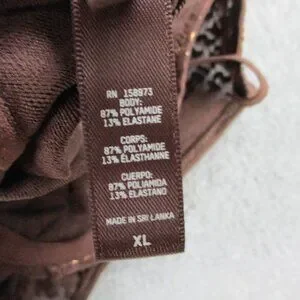 RN 158973
BODY:
87% POLYAMIDE
13% ELASTANE
CORPS:
87% POLYAMIDE
13% ÉLASTHANNE
CUERPO:
87% POLIAMIDA
13% ELASTANO
MADE IN SRI LANKA
XL